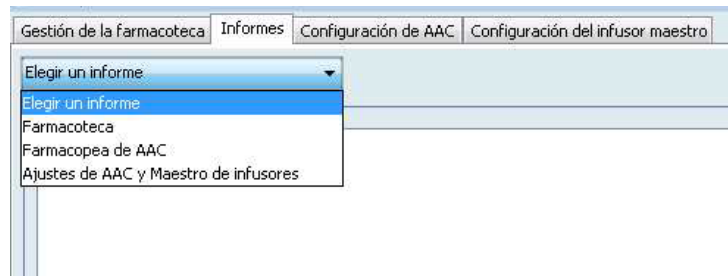 Gestión de la farmacoteca Informes Configuración de AAC Configuración del infusor maestro
Elegir un informe
Elegir un informe
Farmacoteca
Farmacopea de AAC
Ajustes de AAC y Maestro de infusores